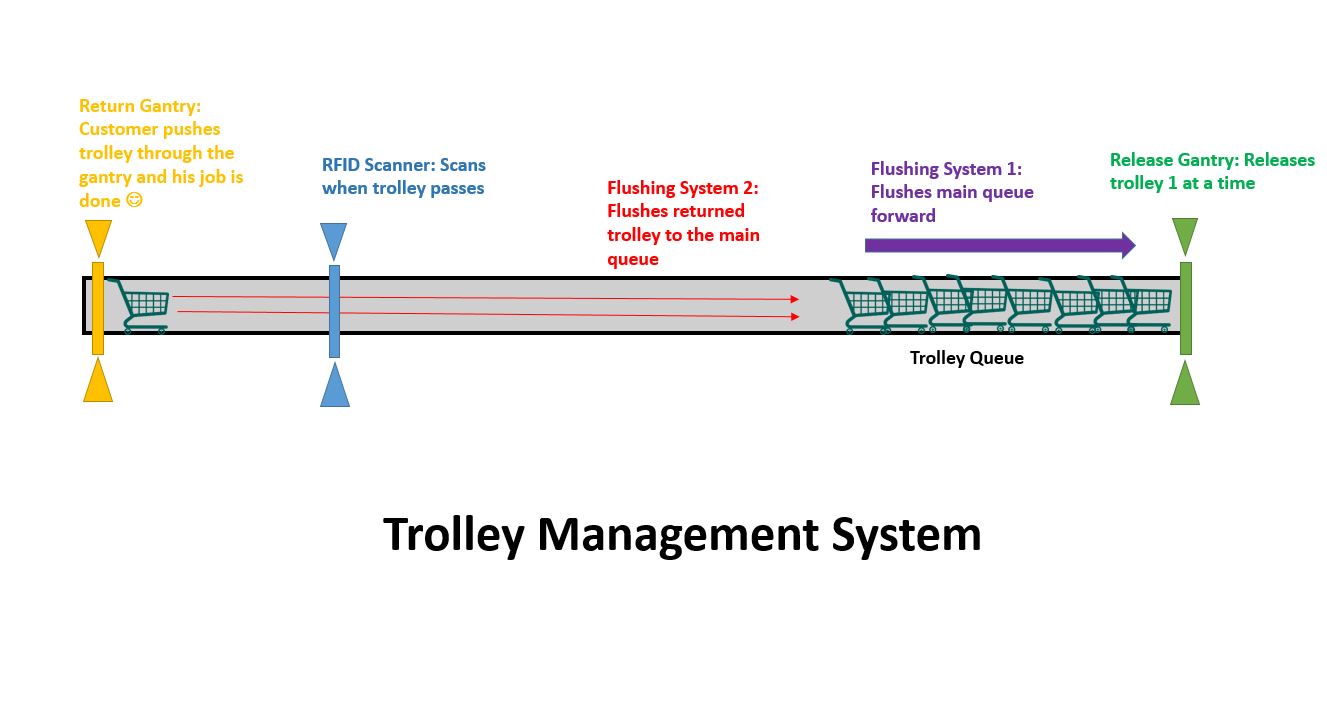 Return Gantry:
Customer pushes
trolley through the
gantry and his job is
done ☺
RFID Scanner: Scans
when trolley passes
Flushing System 2:
Flushes returned
trolley to the main
queue
Flushing System 1:
Flushes main queue
forward
Release Gantry: Releases
trolley 1 at a time
Trolley Queue
Trolley Management System